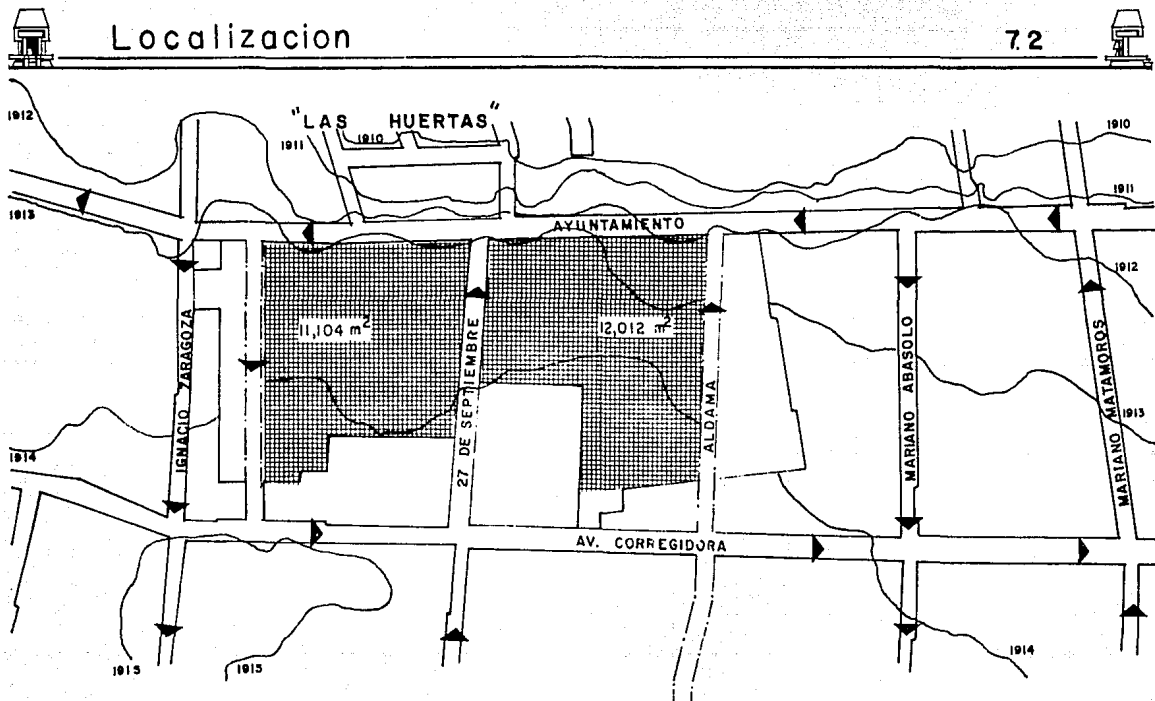 Localizacion 7.2
"LAS HUERTAS"
1912
1911
1910
1910
1911
1913
AYUNTAMIENTO
1912
11,104 m²
12,012 m²
IGNACIO ZARAGOZA
27 DE SEPTIEMBRE
ALDAMA
MARIANO ABASOLO
MARIANO MATAMOROS
1913
1914
AV. CORREGIDORA
1915
1915
1914